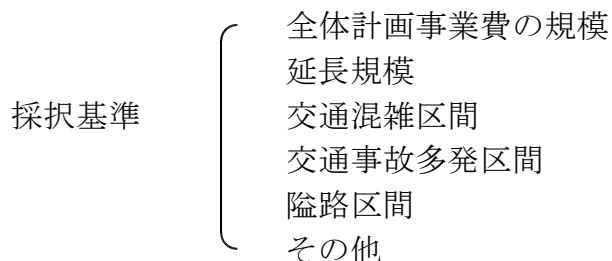 全体計画事業費の規模
延長規模
採択基準
交通混雑区間
交通事故多発区間
隘路区間
その他